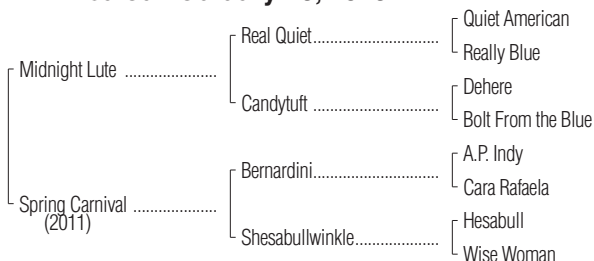 Quiet American
Real Quiet
Really Blue
Midnight Lute
Dehere
Candytuft
Bolt From the Blue
A.P. Indy
Bernardini
Cara Rafaela
Spring Carnival
(2011)
Hesabull
Shesabullwinkle
Wise Woman